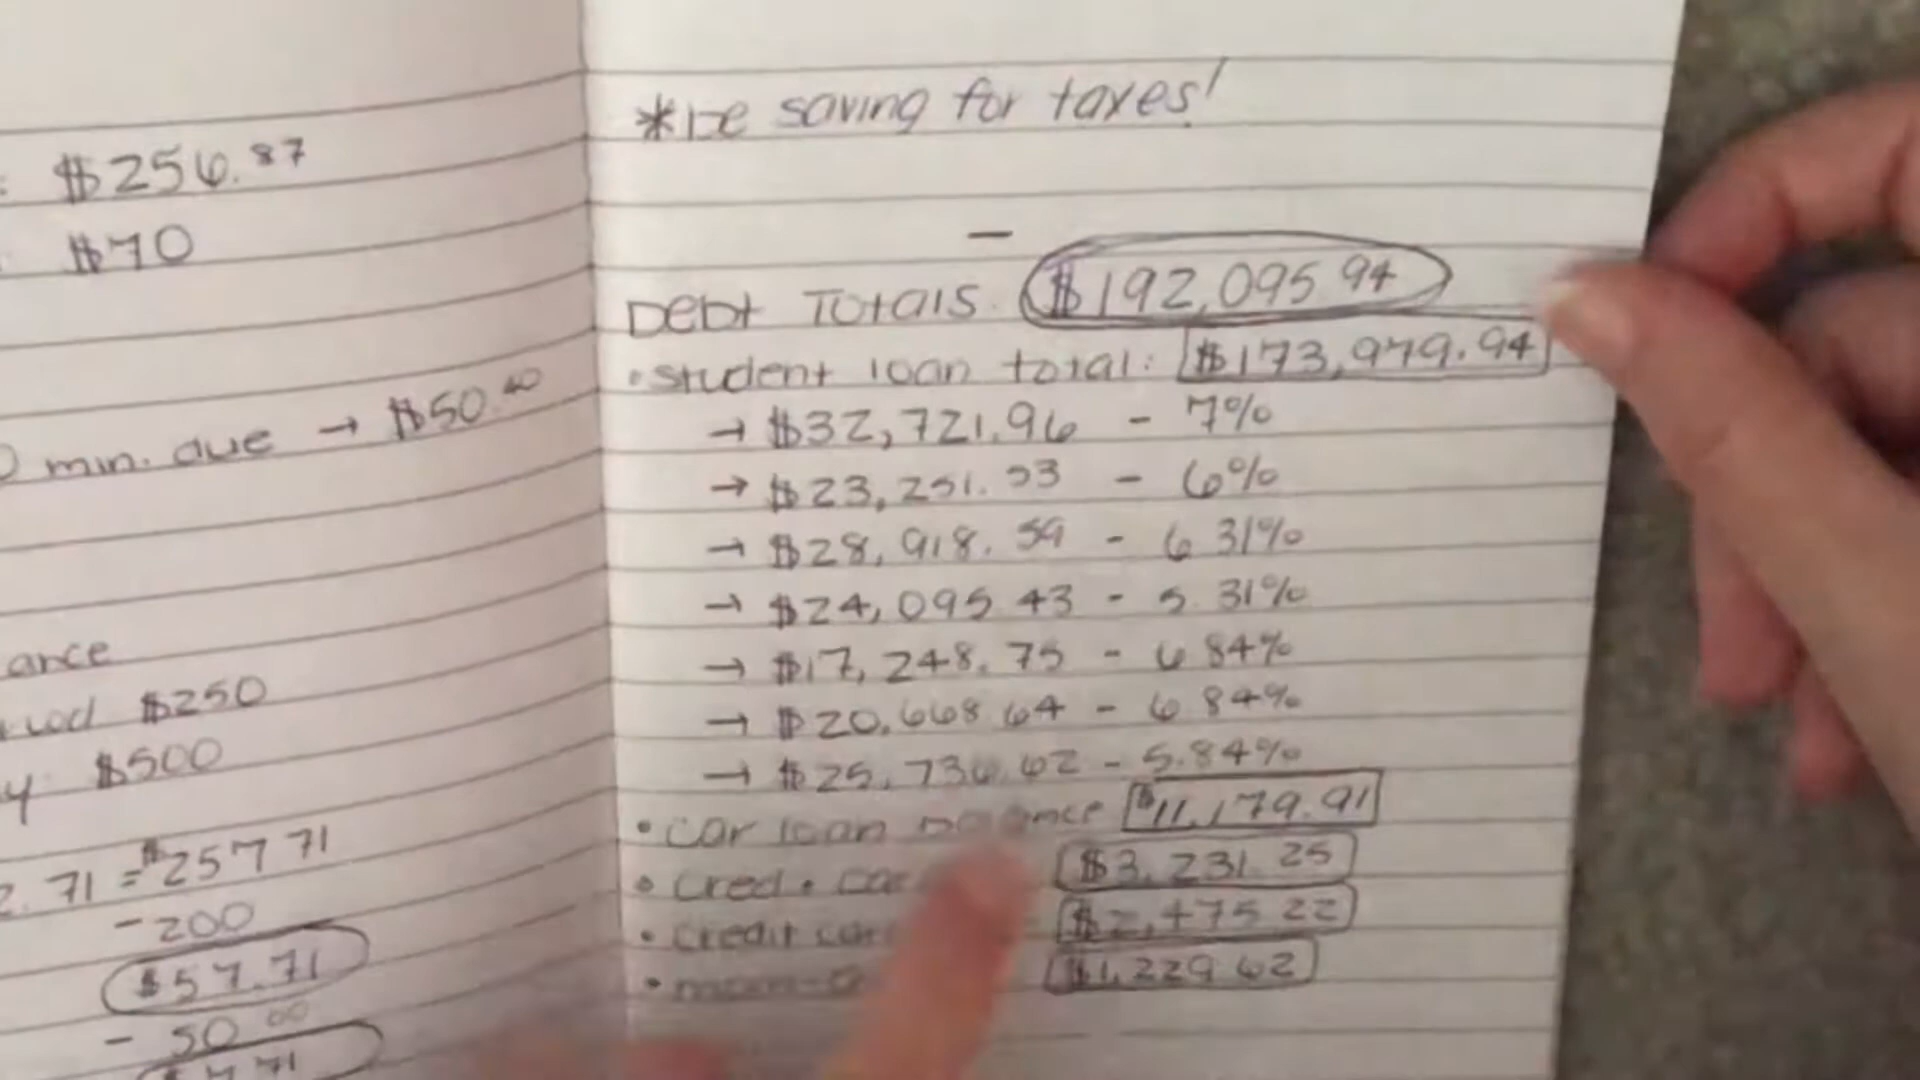 $256.87
$70
min. due → $50.00
ance
$250
$500
2.71 = $257 71
- 200
$57.71
- 50.00
71
* be saving for taxes!
-
Debt Totals. $192,095 94
• student loan total: $173,979.94
→ $32,721.96 - 7%
→ $23,251. 33 - 6%
→ $28,918. 59 - 6 31%
→ $24,095 43 - 5. 31%
→ $17,248.75 - 6 84%
→ $20,668 64 - 6 84%
→ $25,736.62 - 5.84%
• car loan balance $11,179.91
• $3,231. 25
• credit $2,475 22
• $1,229 62